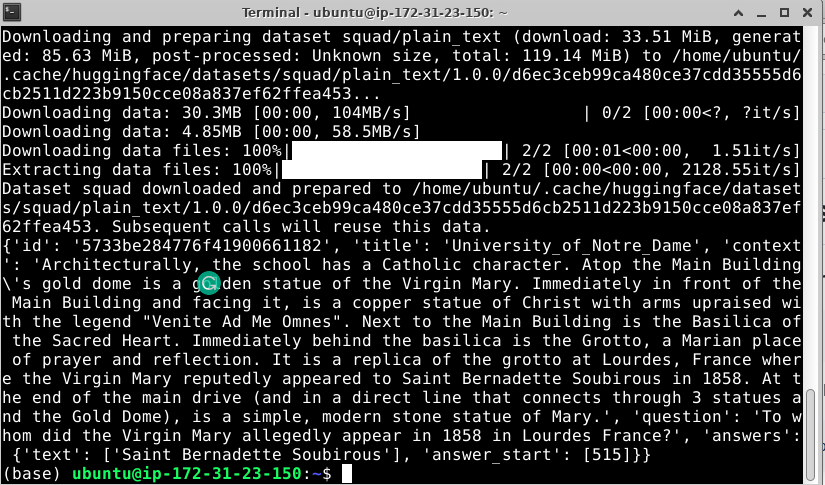 Terminal - ubuntu@ip-172-31-23-150: ~
Downloading and preparing dataset squad/plain_text (download: 33.51 MiB, generat
ed: 85.63 MiB, post-processed: Unknown size, total: 119.14 MiB) to /home/ubuntu/
.cache/huggingface/datasets/squad/plain_text/1.0.0/d6ec3ceb99ca480ce37cdd35555d6
cb2511d223b9150cce08a837ef62ffea453...
Downloading data: 30.3MB [00:00, 104MB/s] | 0/2 [00:00<?, ?it/s]
Downloading data: 4.85MB [00:00, 58.5MB/s]
Downloading data files: 100%| | 2/2 [00:01<00:00, 1.51it/s]
Extracting data files: 100%| | 2/2 [00:00<00:00, 2128.55it/s]
Dataset squad downloaded and prepared to /home/ubuntu/.cache/huggingface/dataset
s/squad/plain_text/1.0.0/d6ec3ceb99ca480ce37cdd35555d6cb2511d223b9150cce08a837ef
62ffea453. Subsequent calls will reuse this data.
{'id': '5733be284776f41900661182', 'title': 'University_of_Notre_Dame', 'context
': 'Architecturally, the school has a Catholic character. Atop the Main Building
\'s gold dome is a golden statue of the Virgin Mary. Immediately in front of the
Main Building and facing it, is a copper statue of Christ with arms upraised wi
th the legend "Venite Ad Me Omnes". Next to the Main Building is the Basilica of
the Sacred Heart. Immediately behind the basilica is the Grotto, a Marian place
of prayer and reflection. It is a replica of the grotto at Lourdes, France wher
e the Virgin Mary reputedly appeared to Saint Bernadette Soubirous in 1858. At t
he end of the main drive (and in a direct line that connects through 3 statues a
nd the Gold Dome), is a simple, modern stone statue of Mary.', 'question': 'To w
hom did the Virgin Mary allegedly appear in 1858 in Lourdes France?', 'answers':
{'text': ['Saint Bernadette Soubirous'], 'answer_start': [515]}}
(base) ubuntu@ip-172-31-23-150:~$